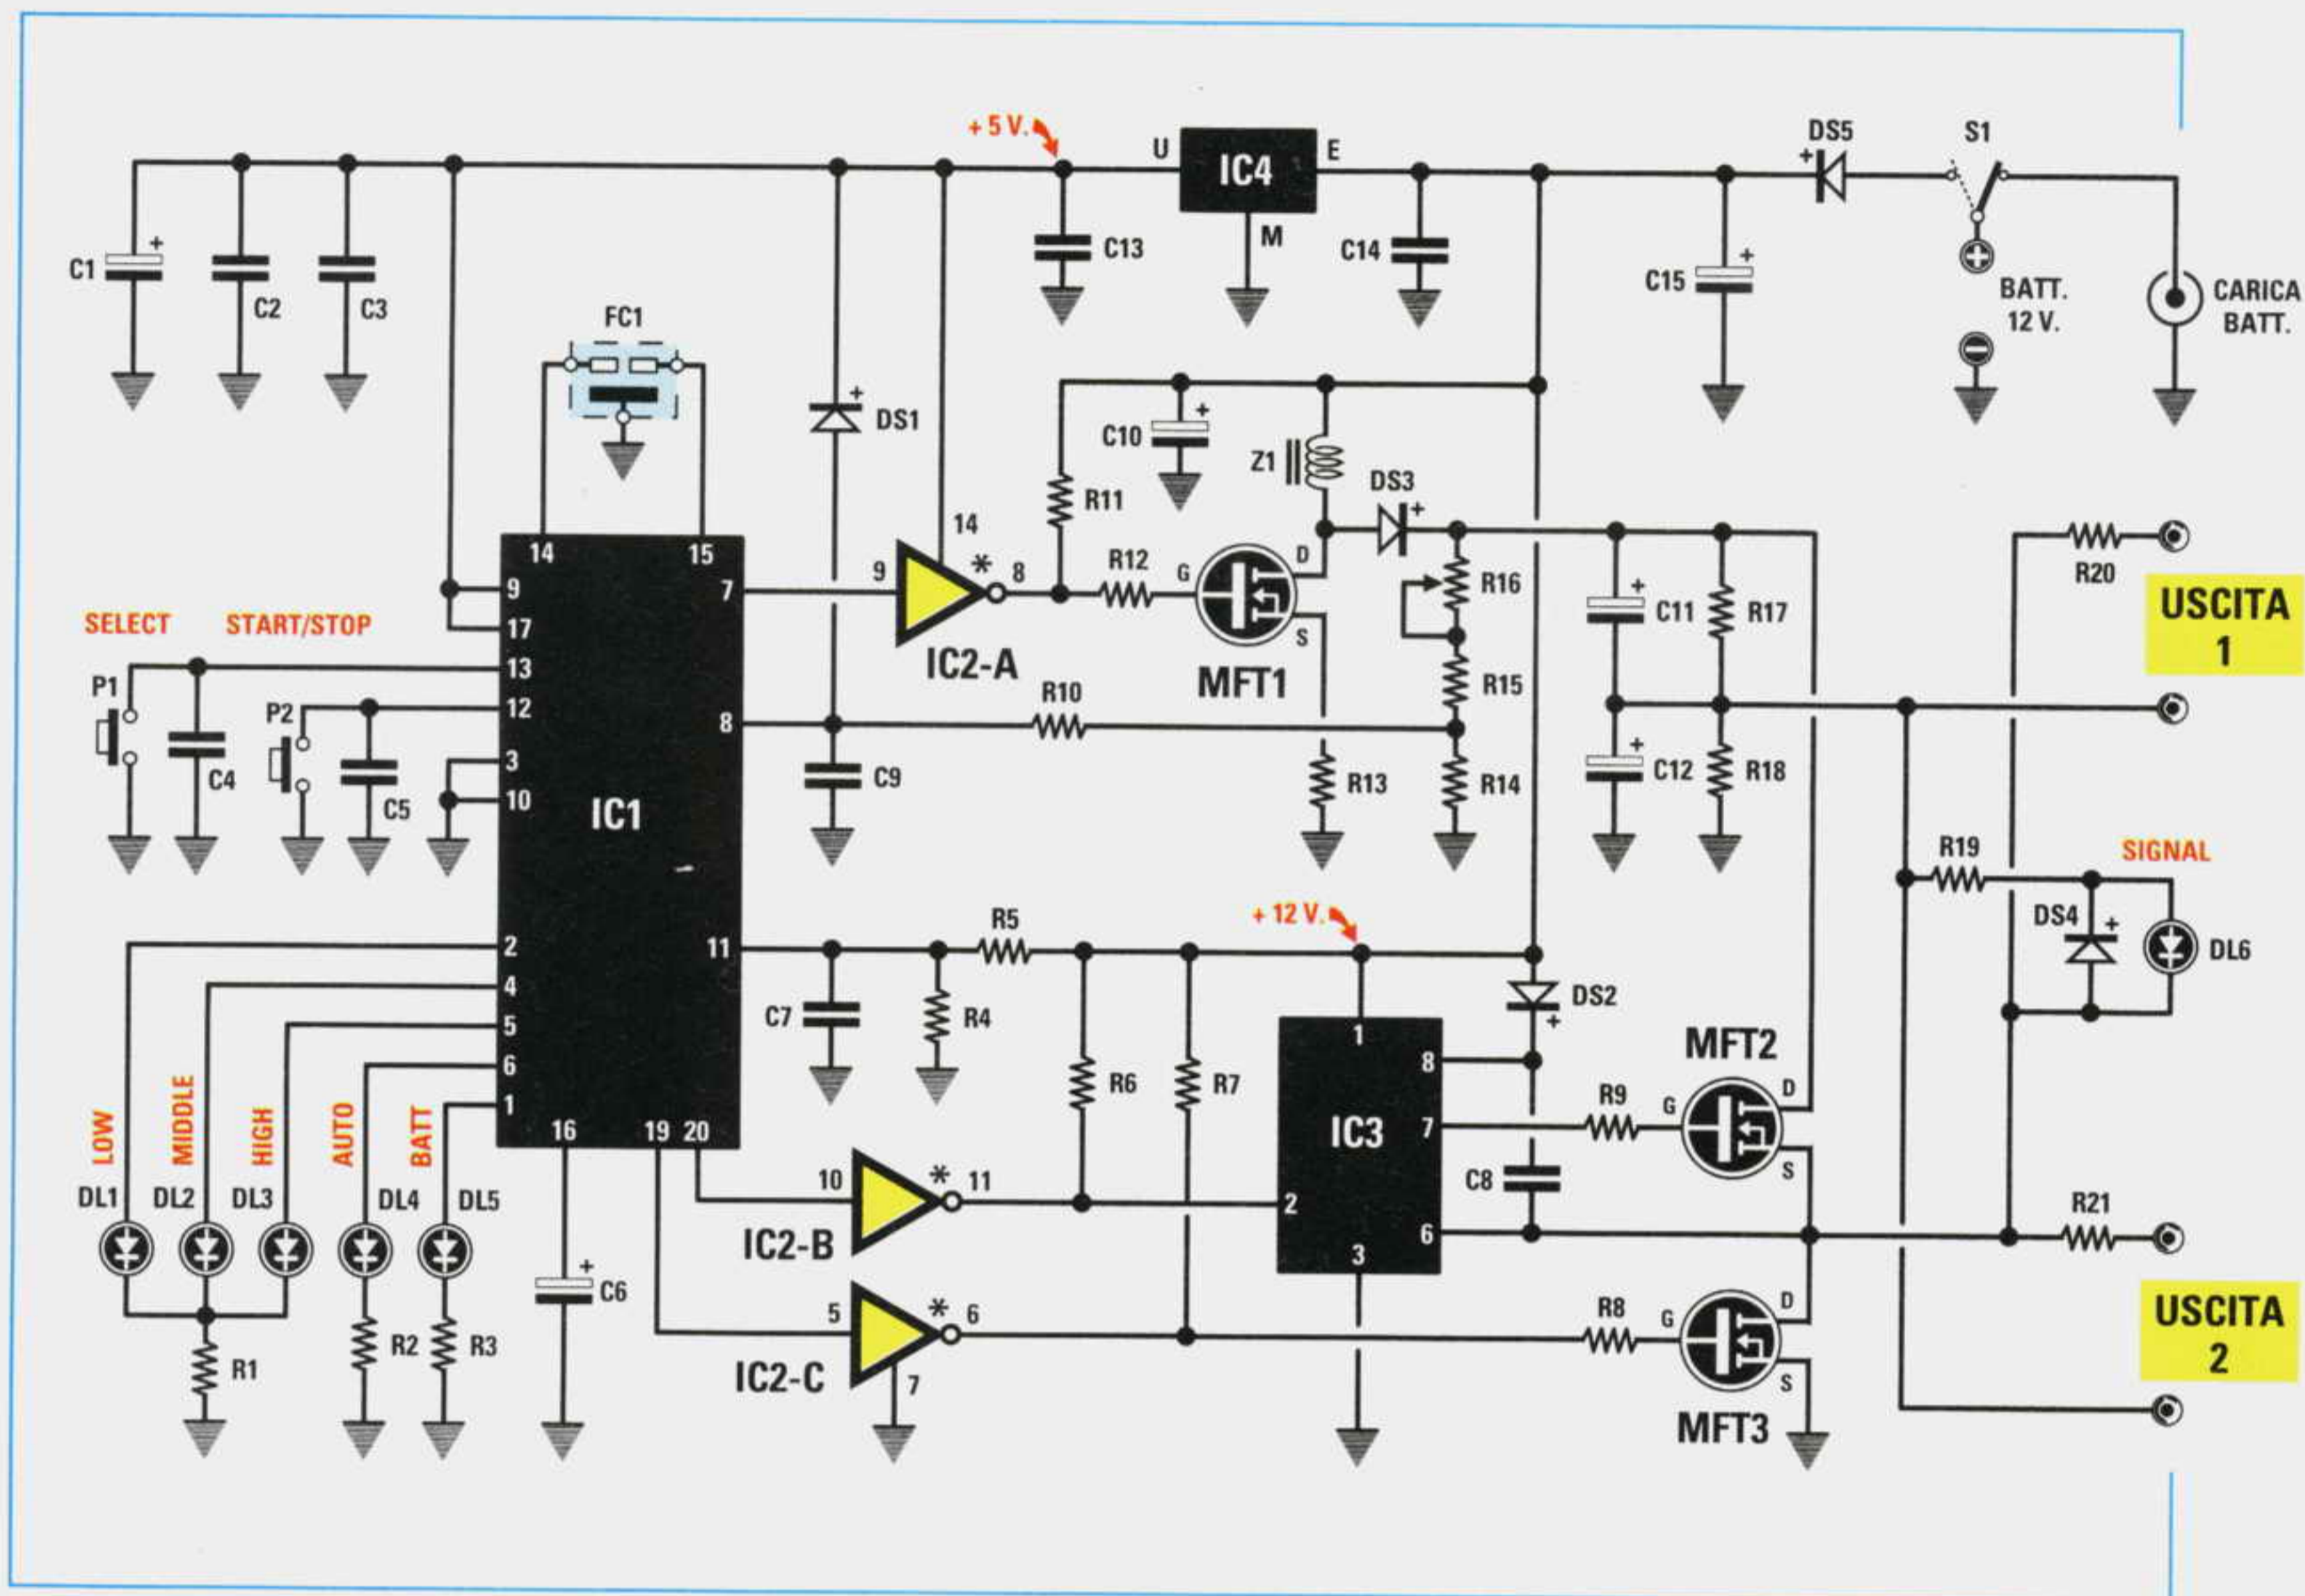 + 5 V.
U
IC4
E
M
DS5
+
S1
C1
+
C2
C3
C13
C14
C15
+
+
BATT.
12 V.
−
CARICA
BATT.
FC1
DS1
+
C10
+
Z1
R11
DS3
+
14
15
14
9
*
8
R12
G
D
S
R16
C11
+
R17
R20
USCITA
1
IC2-A
MFT1
SELECT
START/STOP
P1
P2
C4
C5
9
17
13
12
3
10
7
8
IC1
R10
C9
R15
R13
R14
C12
+
R18
R19
SIGNAL
DS4
+
DL6
2
4
5
6
1
11
R5
+ 12 V.
C7
R4
R6
R7
DS2
+
1
8
7
6
2
3
IC3
C8
R9
MFT2
G
D
S
16
19
20
LOW
MIDDLE
HIGH
AUTO
BATT
DL1
DL2
DL3
DL4
DL5
10
*
11
IC2-B
R21
USCITA
2
C6
+
5
*
6
IC2-C
7
R8
G
D
S
MFT3
R1
R2
R3